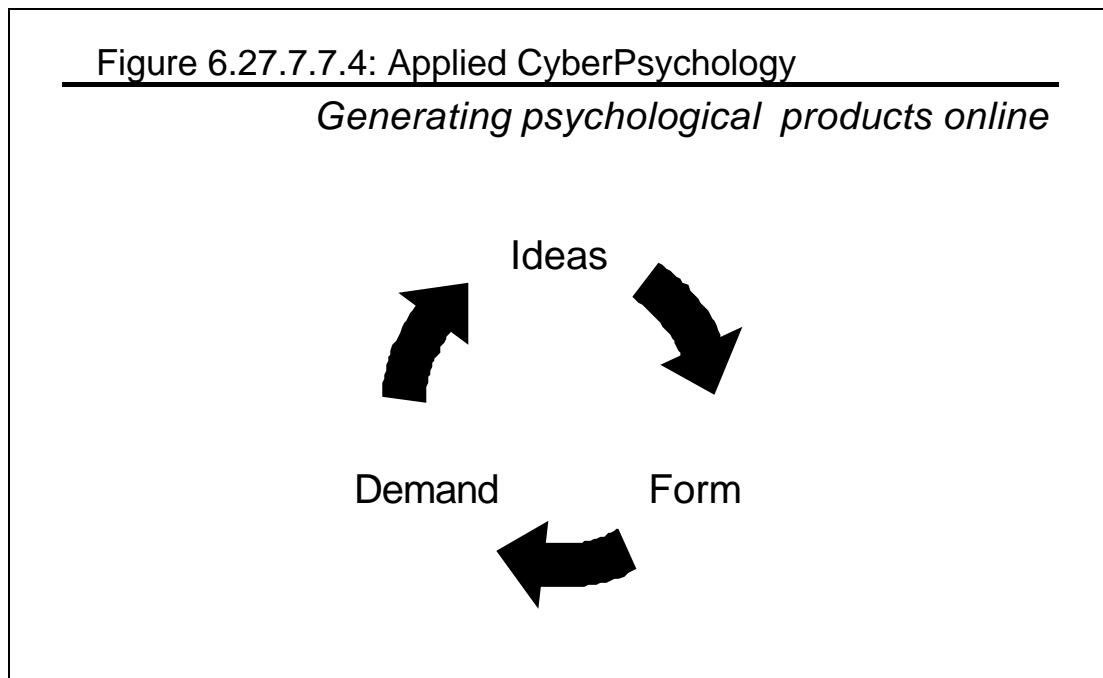 Figure 6.27.7.7.4: Applied CyberPsychology
Generating psychological products online
Ideas
Demand Form